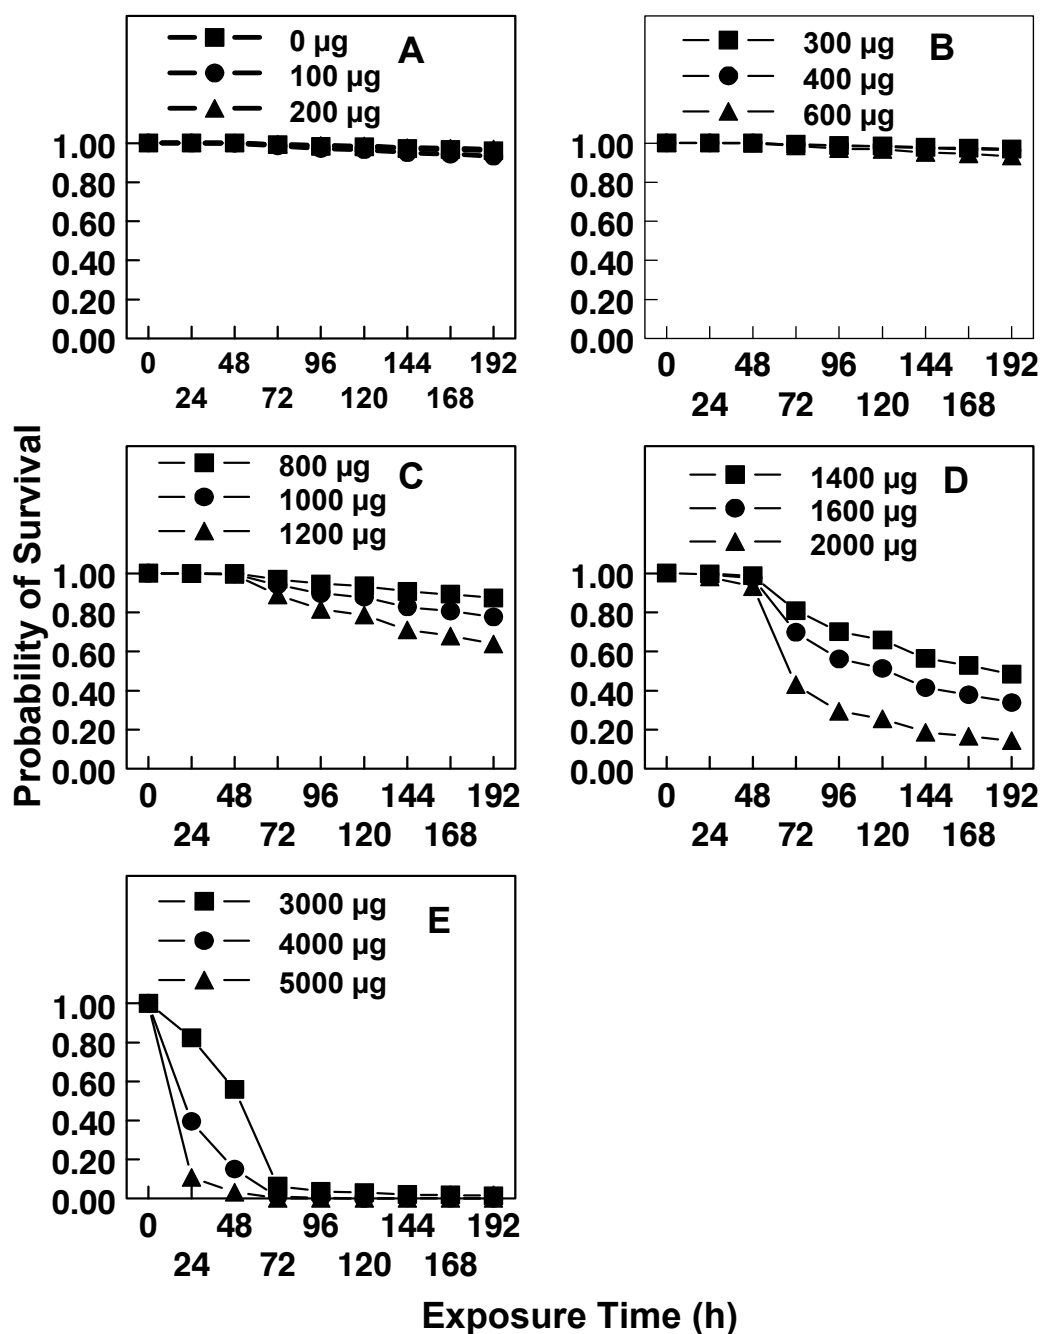 0 µg
100 µg
200 µg
A
1.00
0.80
0.60
0.40
0.20
0.00
0 48 96 144 192
24 72 120 168
300 µg
400 µg
600 µg
B
1.00
0.80
0.60
0.40
0.20
0.00
0 48 96 144 192
24 72 120 168
Probability of Survival
800 µg
1000 µg
1200 µg
C
1.00
0.80
0.60
0.40
0.20
0.00
0 48 96 144 192
24 72 120 168
1400 µg
1600 µg
2000 µg
D
1.00
0.80
0.60
0.40
0.20
0.00
0 48 96 144 192
24 72 120 168
3000 µg
4000 µg
5000 µg
E
1.00
0.80
0.60
0.40
0.20
0.00
0 48 96 144 192
24 72 120 168
Exposure Time (h)